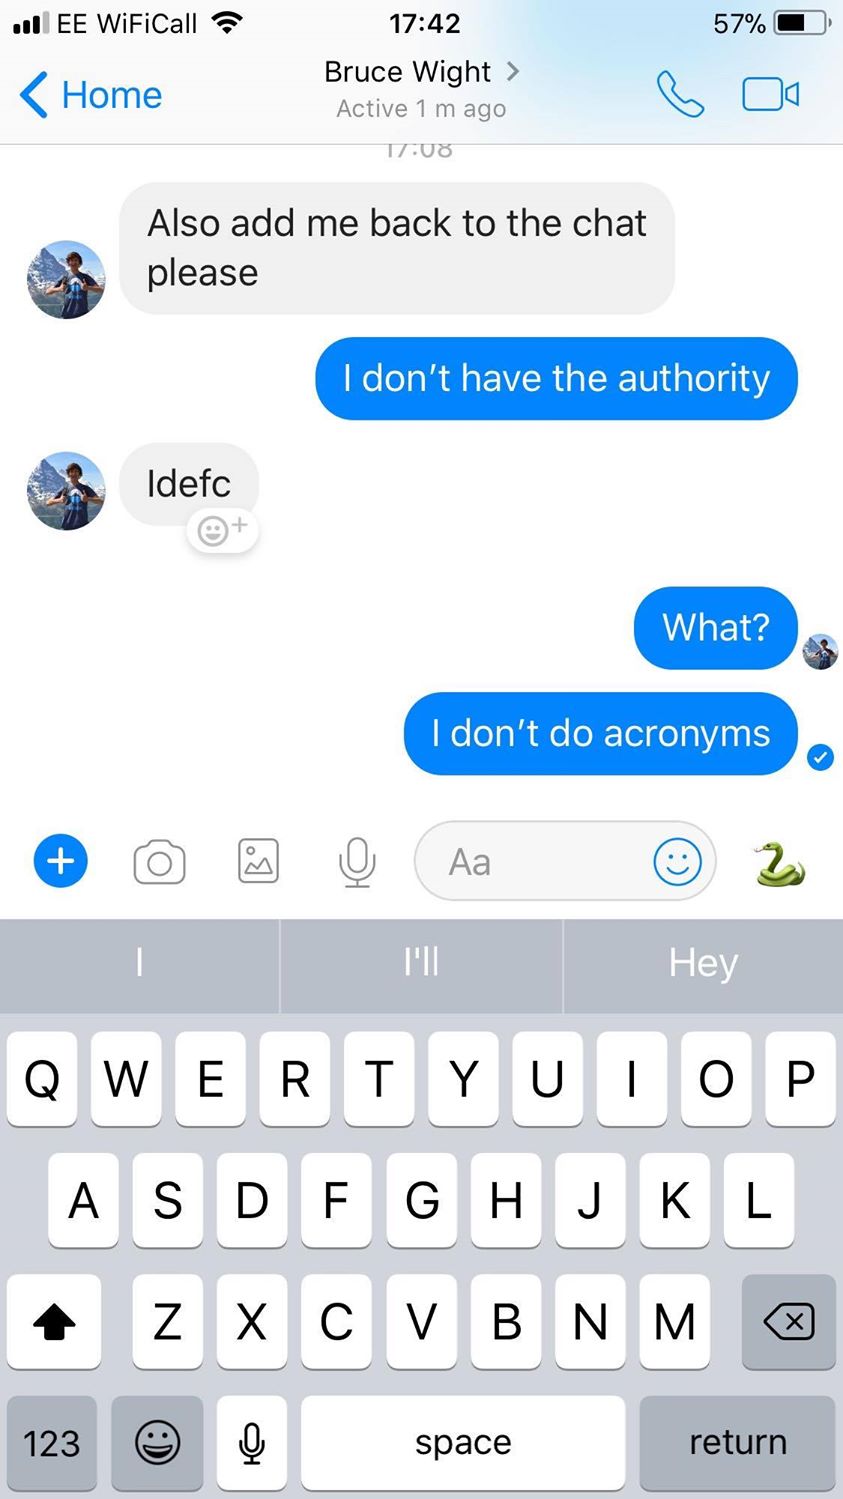 EE WiFiCall 17:42 57%
Home
Bruce Wight
Active 1 m ago
17:08
Also add me back to the chat
please
I don't have the authority
Idefc
What?
I don't do acronyms
Aa
I I'll Hey
Q W E R T Y U I O P
A S D F G H J K L
Z X C V B N M
123 space return